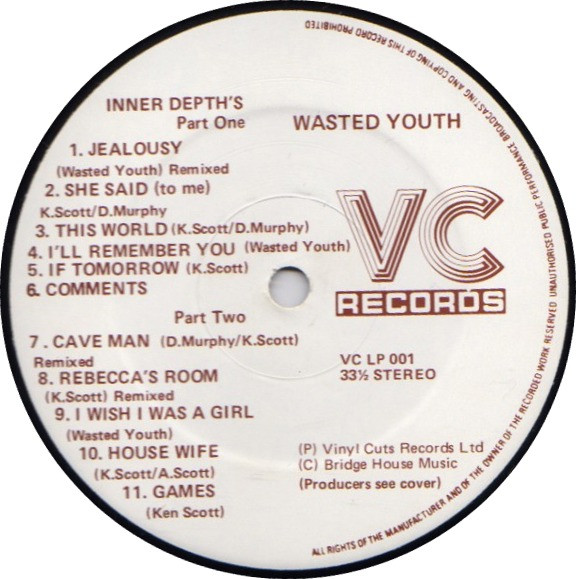 INNER DEPTH'S
Part One
WASTED YOUTH
1. JEALOUSY
(Wasted Youth) Remixed
2. SHE SAID (to me)
K.Scott/D.Murphy
3. THIS WORLD (K.Scott/D.Murphy)
4. I'LL REMEMBER YOU (Wasted Youth)
5. IF TOMORROW (K.Scott)
6. COMMENTS
Part Two
7. CAVE MAN (D.Murphy/K.Scott)
Remixed
8. REBECCA'S ROOM
(K.Scott) Remixed
9. I WISH I WAS A GIRL
(Wasted Youth)
10. HOUSE WIFE
(K.Scott/A.Scott)
11. GAMES
(Ken Scott)
VC
RECORDS
VC LP 001
33⅓ STEREO
(P) Vinyl Cuts Records Ltd
(C) Bridge House Music
(Producers see cover)
ALL RIGHTS OF THE MANUFACTURER AND OF THE OWNER OF THE RECORDED WORK RESERVED UNAUTHORISED PUBLIC PERFORMANCE BROADCASTING AND COPYING OF THIS RECORD PROHIBITED